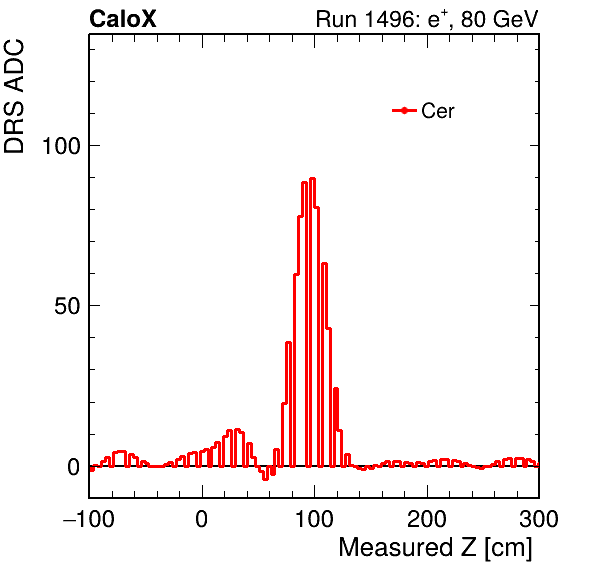 CaloX Run 1496: e⁺, 80 GeV
DRS ADC
Cer
100
50
0
−100 0 100 200 300
Measured Z [cm]